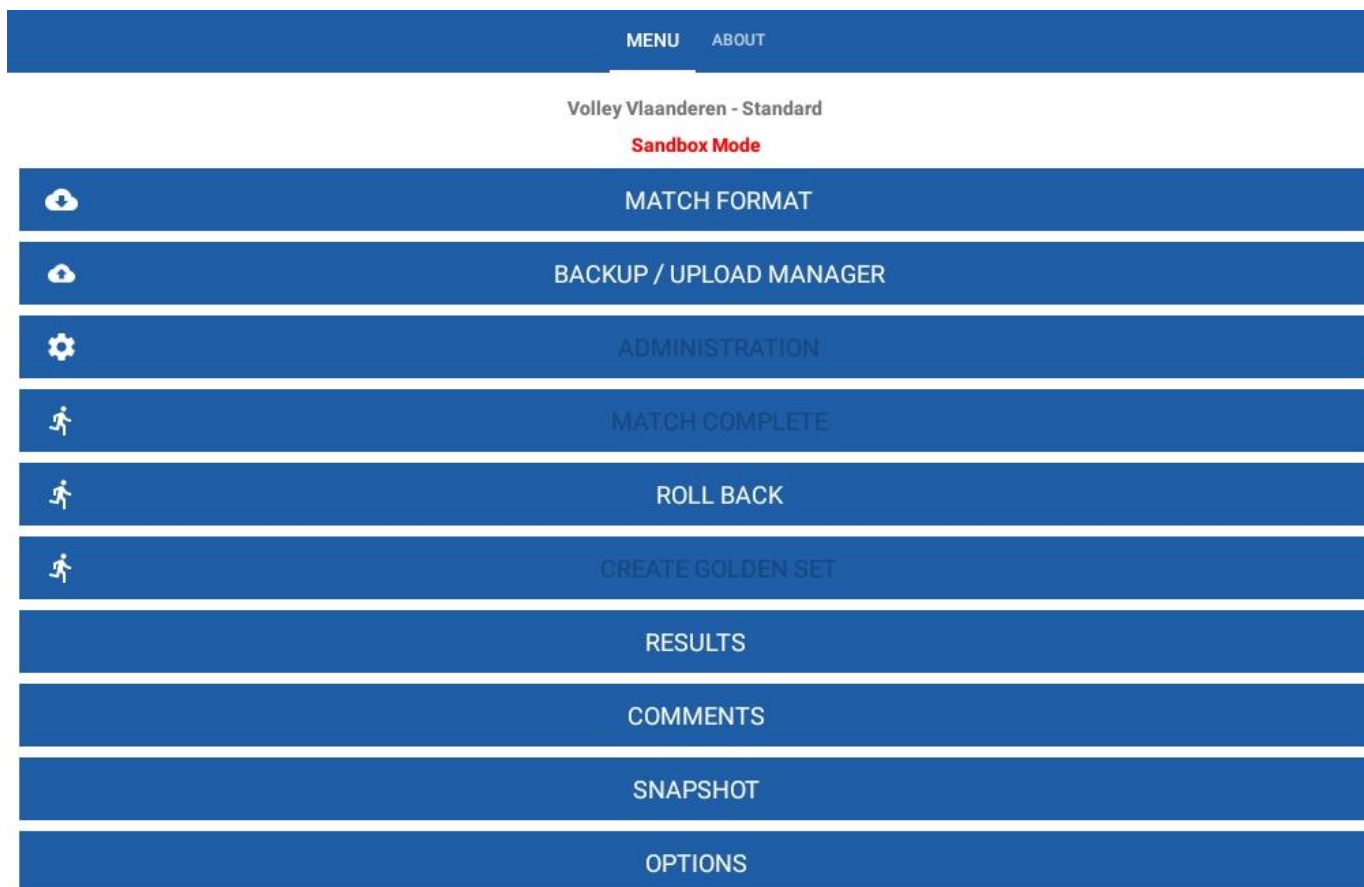 MENU ABOUT
Volley Vlaanderen - Standard
Sandbox Mode
MATCH FORMAT
BACKUP / UPLOAD MANAGER
ADMINISTRATION
MATCH COMPLETE
ROLL BACK
CREATE GOLDEN SET
RESULTS
COMMENTS
SNAPSHOT
OPTIONS